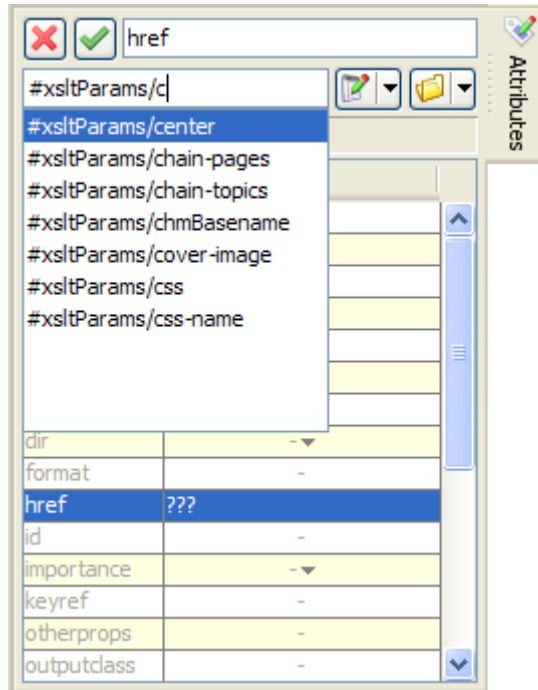 href
Attributes
#xsltParams/c
#xsltParams/center
#xsltParams/chain-pages
#xsltParams/chain-topics
#xsltParams/chmBasename
#xsltParams/cover-image
#xsltParams/css
#xsltParams/css-name
dir -
format -
href ???
id -
importance -
keyref -
otherprops -
outputclass -